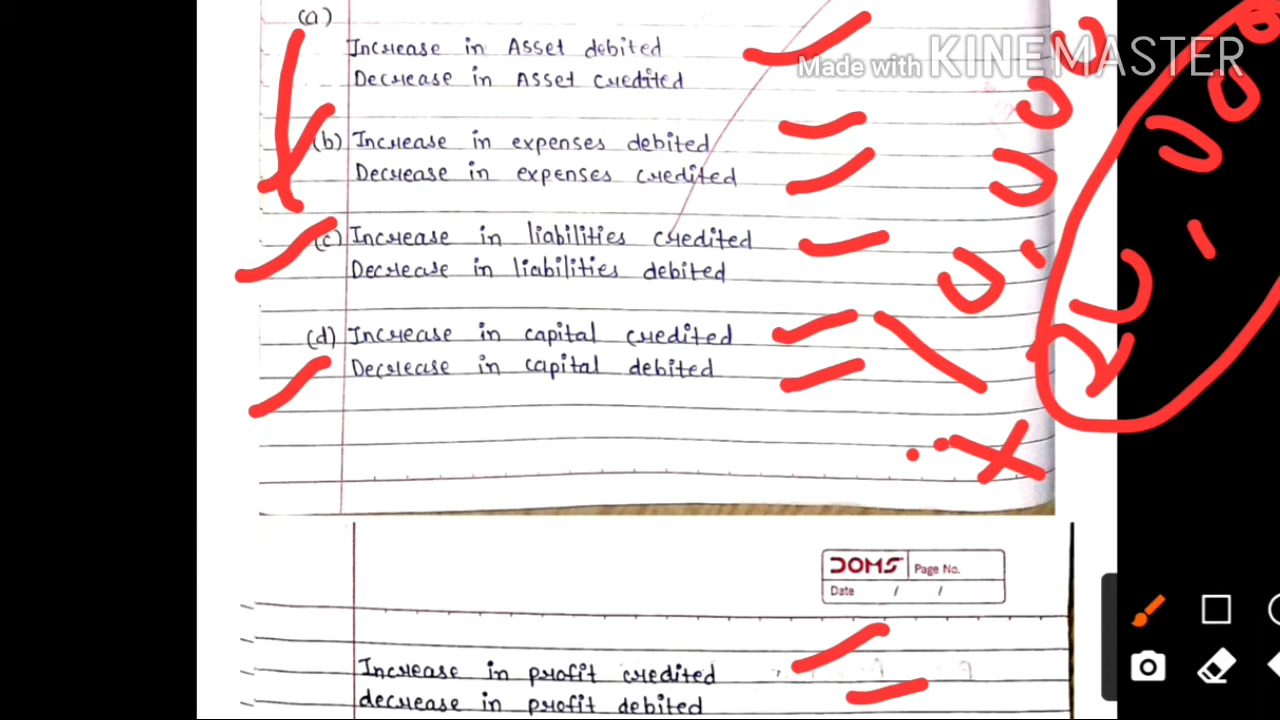 (a)
Made with KINEMASTER
Increase in Asset debited
Decrease in Asset credited
(b) Increase in expenses debited
Decrease in expenses credited
(c) Increase in liabilities credited
Decrease in liabilities debited
(d) Increase in capital credited
Decrease in capital debited
DOMS Page No.
Date / /
Increase in profit credited
decrease in profit debited